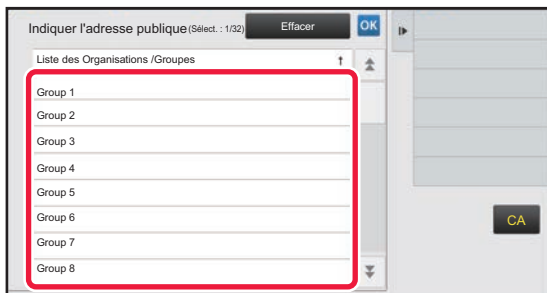 Indiquer l'adresse publique (Sélect. : 1/32) Effacer OK
Liste des Organisations /Groupes
Group 1
Group 2
Group 3
Group 4
Group 5
Group 6
CA
Group 7
Group 8